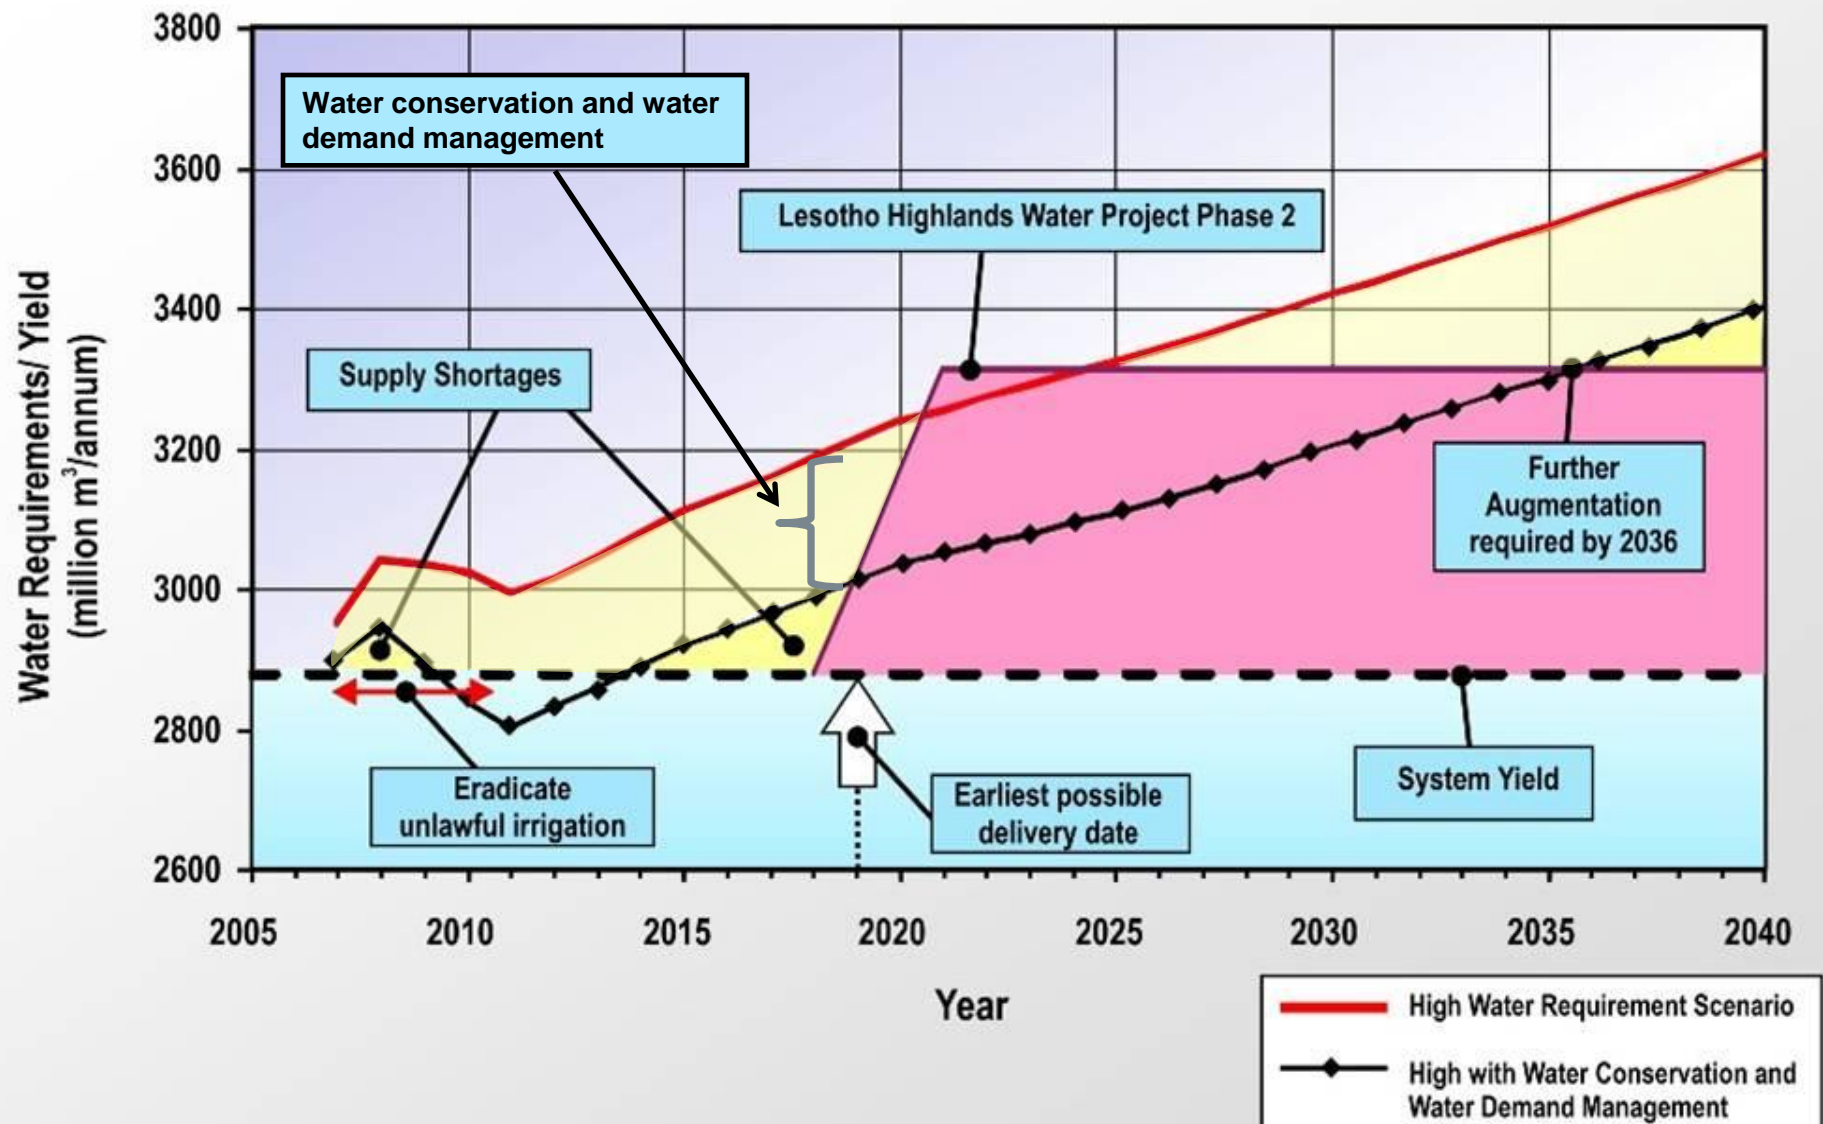 3800
3600
3400
3200
3000
2800
2600
Water Requirements/ Yield
(million m³/annum)
Water conservation and water
demand management
Lesotho Highlands Water Project Phase 2
Supply Shortages
Further
Augmentation
required by 2036
Eradicate
unlawful irrigation
Earliest possible
delivery date
System Yield
2005 2010 2015 2020 2025 2030 2035 2040
Year
High Water Requirement Scenario
High with Water Conservation and
Water Demand Management